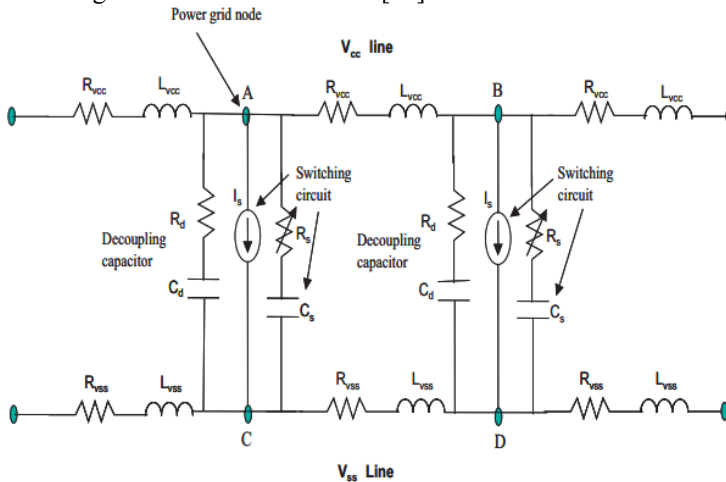 Power grid node
Vcc line
Rvcc
Lvcc
A
Rvcc
Lvcc
B
Rvcc
Lvcc
Is
Switching
circuit
Is
Switching
circuit
Rd
Rs
Rd
Rs
Decoupling
capacitor
Decoupling
capacitor
Cd
Cs
Cd
Cs
Rvss
Lvss
Rvss
Lvss
Rvss
Lvss
C
D
Vss Line